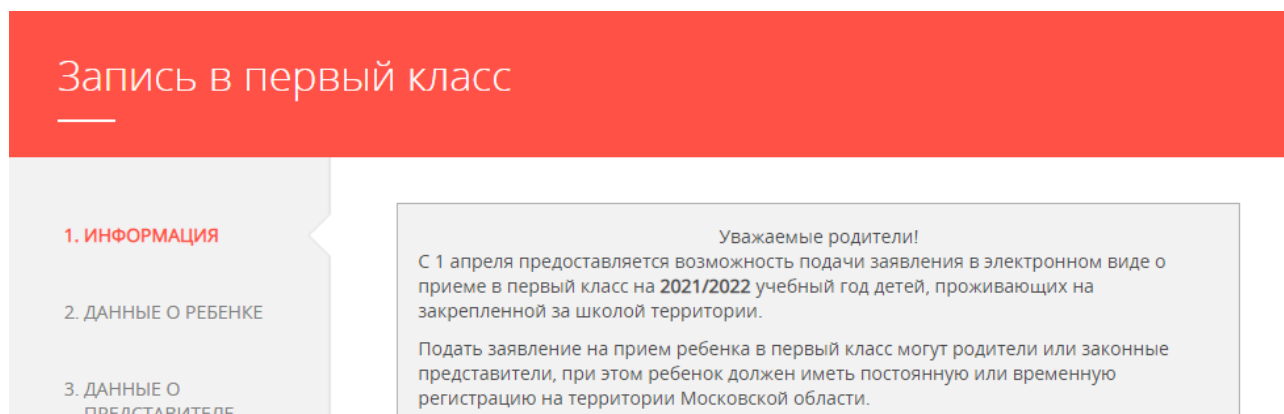 Запись в первый класс
1. ИНФОРМАЦИЯ
2. ДАННЫЕ О РЕБЕНКЕ
3. ДАННЫЕ О
ПРЕДСТАВИТЕЛЕ
Уважаемые родители!
С 1 апреля предоставляется возможность подачи заявления в электронном виде о
приеме в первый класс на 2021/2022 учебный год детей, проживающих на
закрепленной за школой территории.
Подать заявление на прием ребенка в первый класс могут родители или законные
представители, при этом ребенок должен иметь постоянную или временную
регистрацию на территории Московской области.